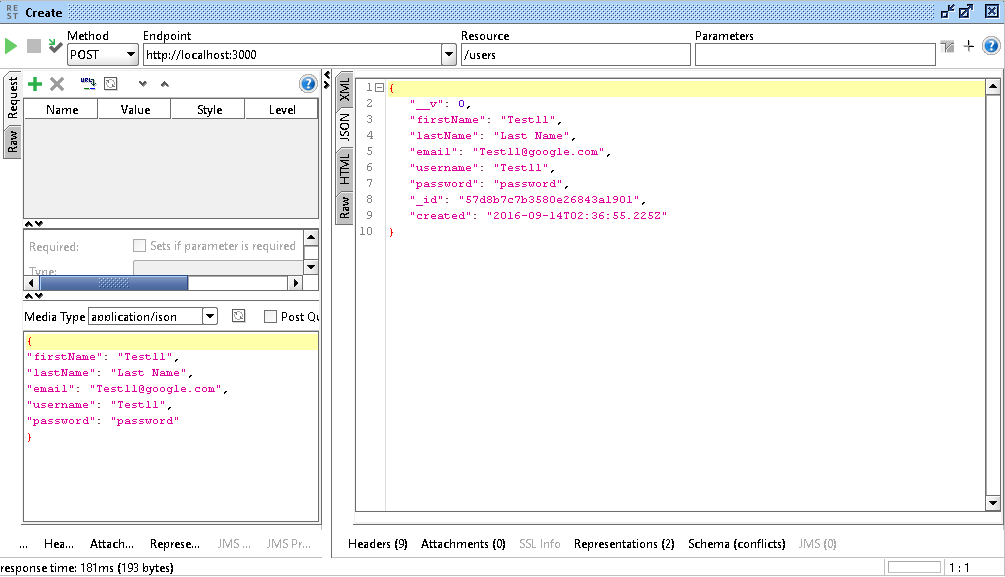 RE
ST
Create
Method
Endpoint
Resource
Parameters
POST
http://localhost:3000
/users
Request
Raw
URL
Name Value Style Level
Required: Sets if parameter is required
Type:
Media Type application/json Post Qu
{
"firstName": "Test11",
"lastName": "Last Name",
"email": "Test11@google.com",
"username": "Test11",
"password": "password"
}
... Hea... Attach... Represe... JMS ... JMS Pr...
XML
JSON
HTML
Raw
1 {
2 "__v": 0,
3 "firstName": "Test11",
4 "lastName": "Last Name",
5 "email": "Test11@google.com",
6 "username": "Test11",
7 "password": "password",
8 "_id": "57d8b7c7b3580e26843a1901",
9 "created": "2016-09-14T02:36:55.225Z"
10 }
Headers (9) Attachments (0) SSL Info Representations (2) Schema (conflicts) JMS (0)
response time: 181ms (193 bytes)
1 : 1